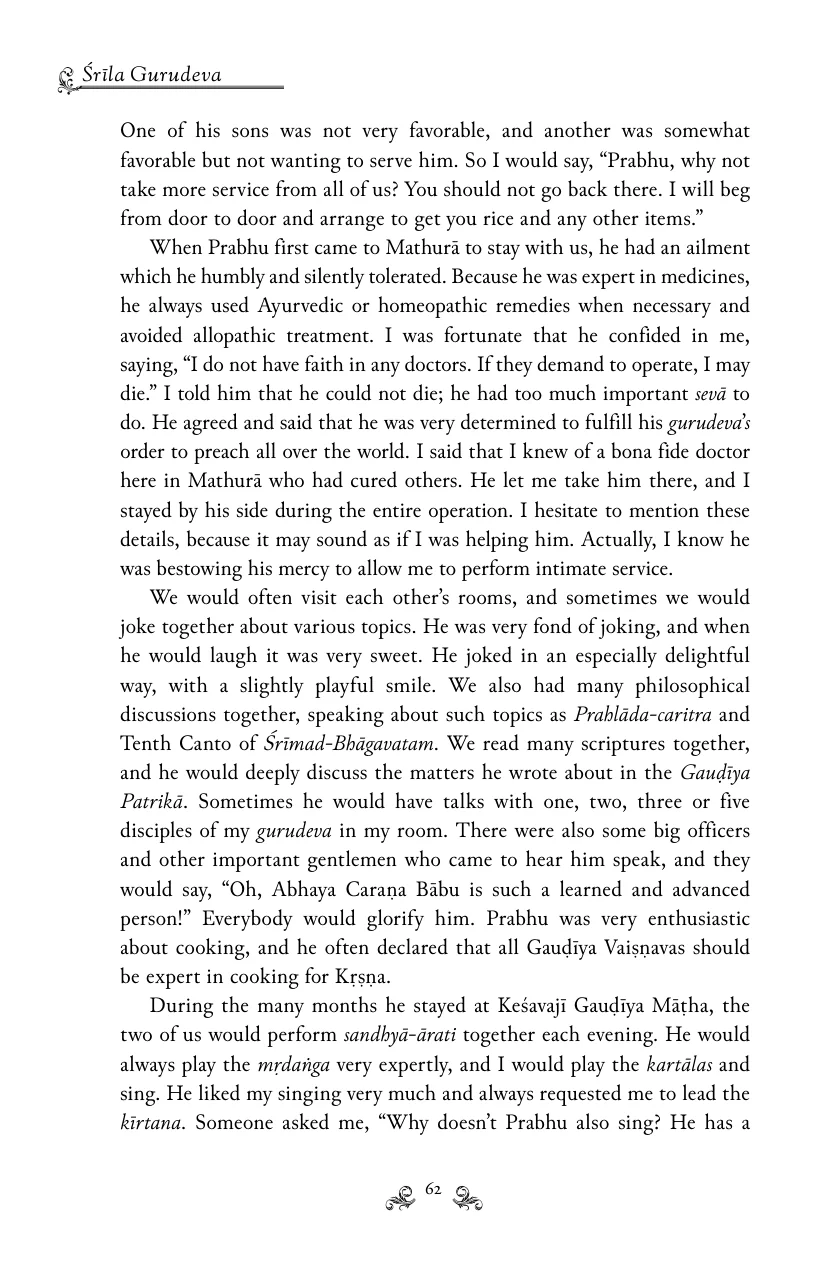 Śrīla Gurudeva
One of his sons was not very favorable, and another was somewhat
favorable but not wanting to serve him. So I would say, “Prabhu, why not
take more service from all of us? You should not go back there. I will beg
from door to door and arrange to get you rice and any other items.”
When Prabhu first came to Mathurā to stay with us, he had an ailment
which he humbly and silently tolerated. Because he was expert in medicines,
he always used Ayurvedic or homeopathic remedies when necessary and
avoided allopathic treatment. I was fortunate that he confided in me,
saying, “I do not have faith in any doctors. If they demand to operate, I may
die.” I told him that he could not die; he had too much important sevā to
do. He agreed and said that he was very determined to fulfill his gurudeva’s
order to preach all over the world. I said that I knew of a bona fide doctor
here in Mathurā who had cured others. He let me take him there, and I
stayed by his side during the entire operation. I hesitate to mention these
details, because it may sound as if I was helping him. Actually, I know he
was bestowing his mercy to allow me to perform intimate service.
We would often visit each other’s rooms, and sometimes we would
joke together about various topics. He was very fond of joking, and when
he would laugh it was very sweet. He joked in an especially delightful
way, with a slightly playful smile. We also had many philosophical
discussions together, speaking about such topics as Prahlāda-caritra and
Tenth Canto of Śrīmad-Bhāgavatam. We read many scriptures together,
and he would deeply discuss the matters he wrote about in the Gauḍīya
Patrikā. Sometimes he would have talks with one, two, three or five
disciples of my gurudeva in my room. There were also some big officers
and other important gentlemen who came to hear him speak, and they
would say, “Oh, Abhaya Caraṇa Bābu is such a learned and advanced
person!” Everybody would glorify him. Prabhu was very enthusiastic
about cooking, and he often declared that all Gauḍīya Vaiṣṇavas should
be expert in cooking for Kṛṣṇa.
During the many months he stayed at Keśavajī Gauḍīya Māṭha, the
two of us would perform sandhyā-ārati together each evening. He would
always play the mṛdaṅga very expertly, and I would play the kartālas and
sing. He liked my singing very much and always requested me to lead the
kīrtana. Someone asked me, “Why doesn’t Prabhu also sing? He has a
62